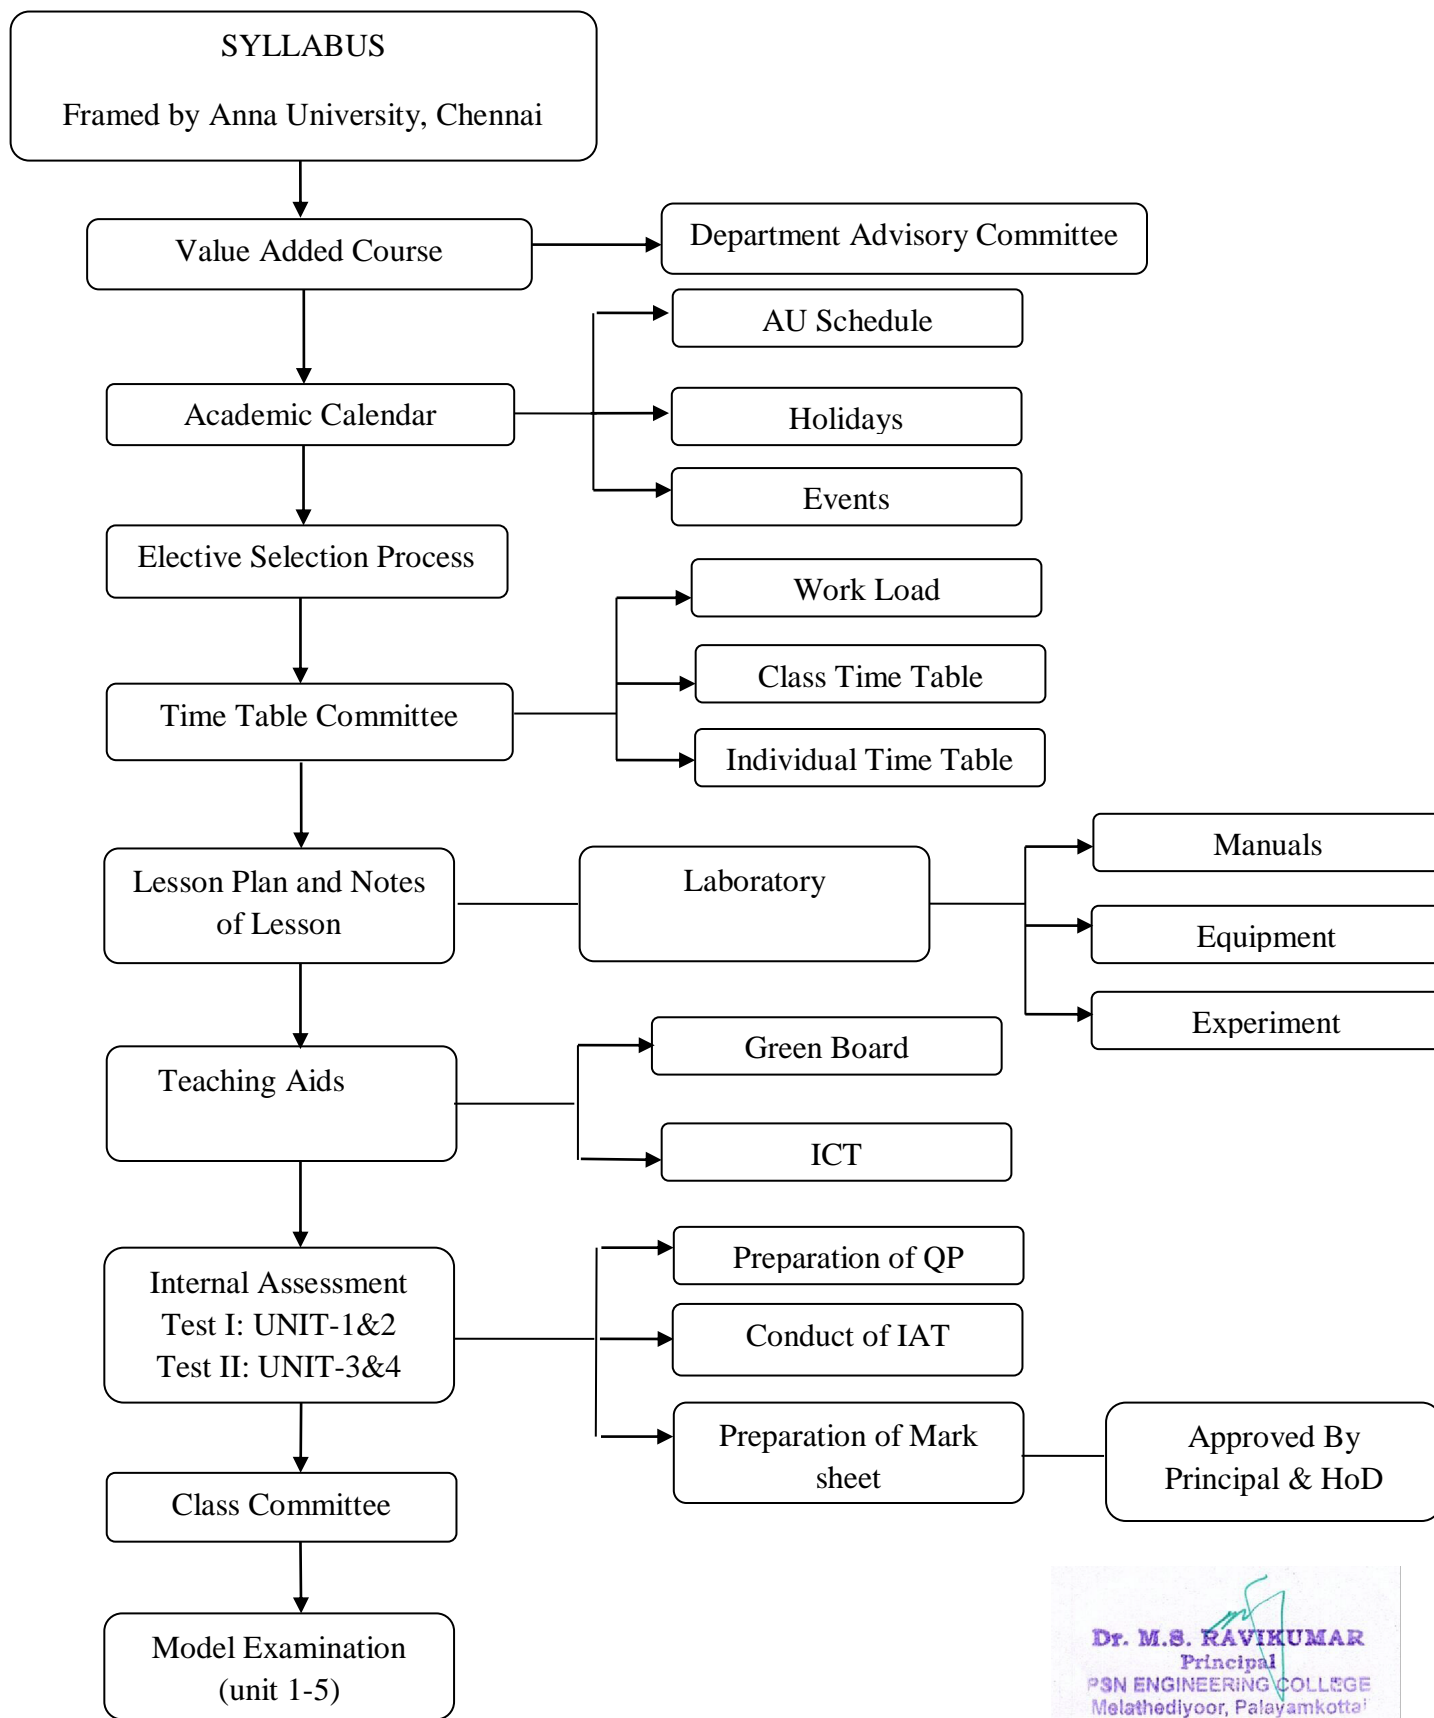 SYLLABUS
Framed by Anna University, Chennai
Value Added Course
Department Advisory Committee
AU Schedule
Academic Calendar
Holidays
Events
Elective Selection Process
Work Load
Class Time Table
Time Table Committee
Individual Time Table
Lesson Plan and Notes
of Lesson
Laboratory
Manuals
Equipment
Experiment
Teaching Aids
Green Board
ICT
Internal Assessment
Test I: UNIT-1&2
Test II: UNIT-3&4
Preparation of QP
Conduct of IAT
Preparation of Mark
sheet
Approved By
Principal & HoD
Class Committee
Model Examination
(unit 1-5)
Dr. M.S. RAVIKUMAR
Principal
PSN ENGINEERING COLLEGE
Melathediyoor, Palayamkottai